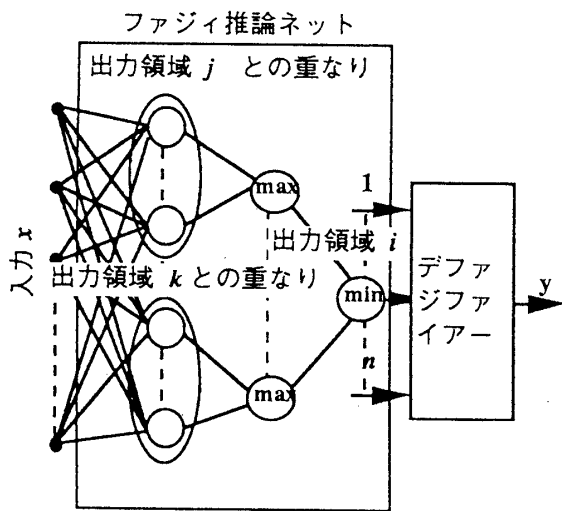 ファジィ推論ネット
出力領域 j との重なり
入力 x
max
1
出力領域 i
出力領域 k との重なり
min
n
max
デファ
ジファ
イアー
y